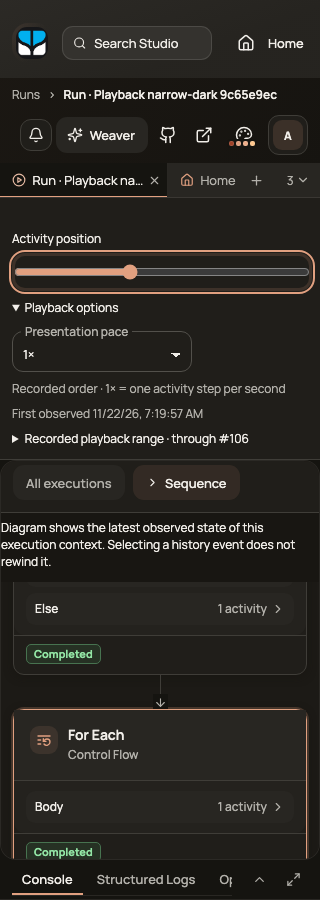 Search Studio
Home
Runs › Run · Playback narrow-dark 9c65e9ec
Weaver
A
Run · Playback na...
Home
3
Activity position
Playback options
Presentation pace
1×
Recorded order · 1× = one activity step per second
First observed 11/22/26, 7:19:57 AM
Recorded playback range · through #106
All executions
Sequence
Diagram shows the latest observed state of this
execution context. Selecting a history event does not
rewind it.
Else
1 activity
Completed
For Each
Control Flow
Body
1 activity
Completed
Console
Structured Logs